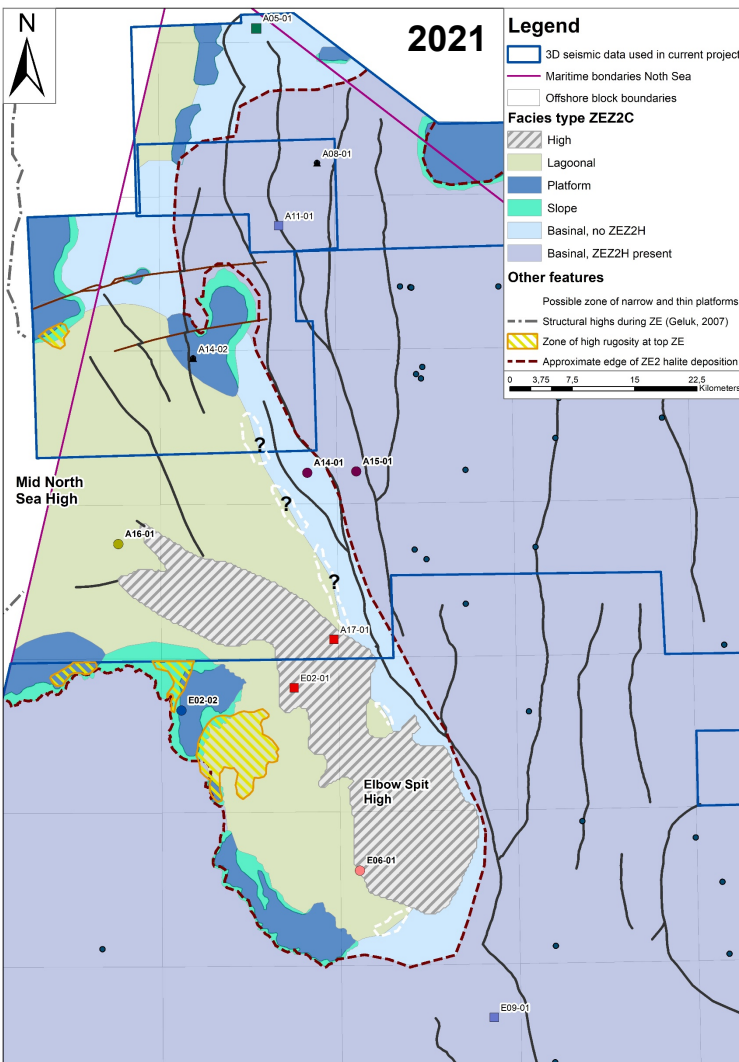 N
2021
A05-01
A08-01
A11-01
A14-02
?
A14-01
A15-01
?
Mid North
Sea High
A16-01
?
A17-01
E02-01
E02-02
Elbow Spit
High
E06-01
E09-01
Legend
3D seismic data used in current project
Maritime bondaries Noth Sea
Offshore block boundaries
Facies type ZEZ2C
High
Lagoonal
Platform
Slope
Basinal, no ZEZ2H
Basinal, ZEZ2H present
Other features
Possible zone of narrow and thin platforms
Structural highs during ZE (Geluk, 2007)
Zone of high rugosity at top ZE
Approximate edge of ZE2 halite deposition
0 3,75 7,5 15 22,5
Kilometers